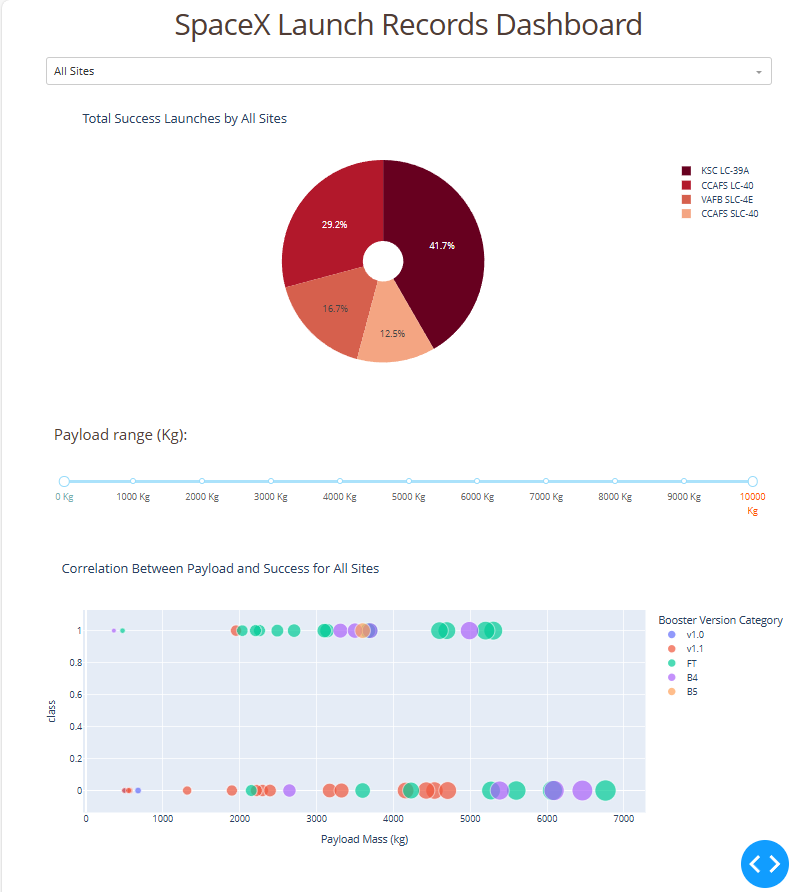 SpaceX Launch Records Dashboard
All Sites
Total Success Launches by All Sites
KSC LC-39A
CCAFS LC-40
VAFB SLC-4E
CCAFS SLC-40
29.2%
41.7%
16.7%
12.5%
Payload range (Kg):
0 Kg 1000 Kg 2000 Kg 3000 Kg 4000 Kg 5000 Kg 6000 Kg 7000 Kg 8000 Kg 9000 Kg 10000
Kg
Correlation Between Payload and Success for All Sites
Booster Version Category
v1.0
v1.1
FT
B4
B5
1
0.8
0.6
0.4
0.2
0
class
0 1000 2000 3000 4000 5000 6000 7000
Payload Mass (kg)